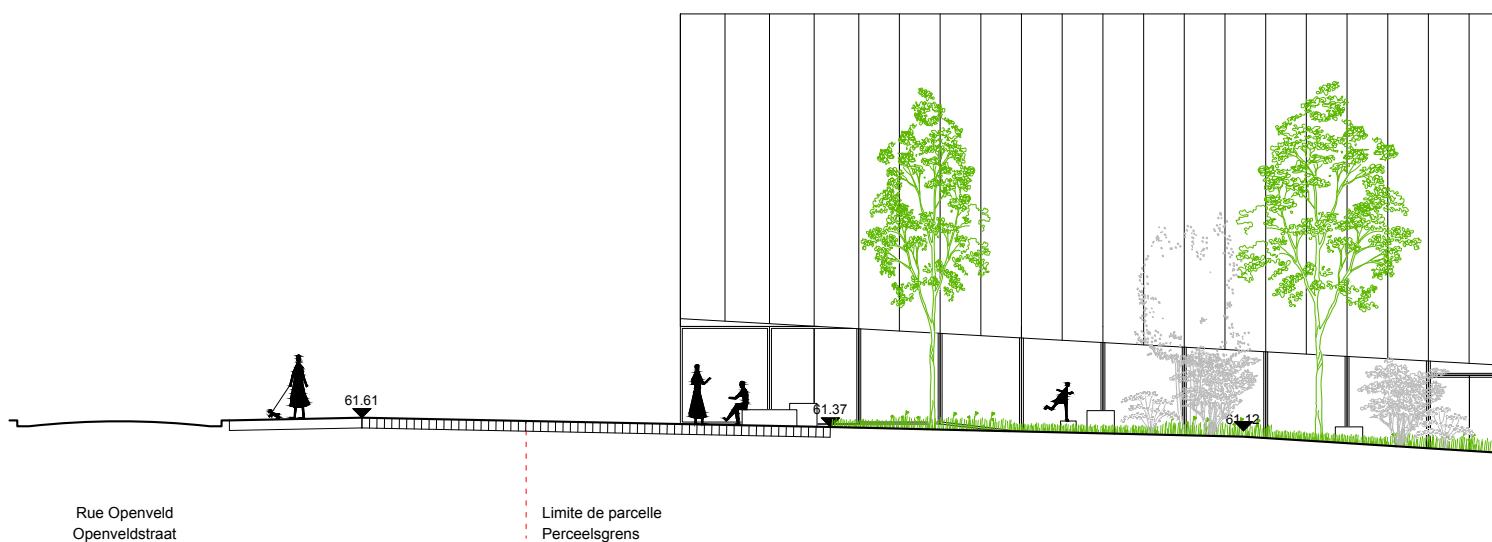 61.61
61.37
61.12
Rue Openveld
Openveldstraat
Limite de parcelle
Perceelsgrens